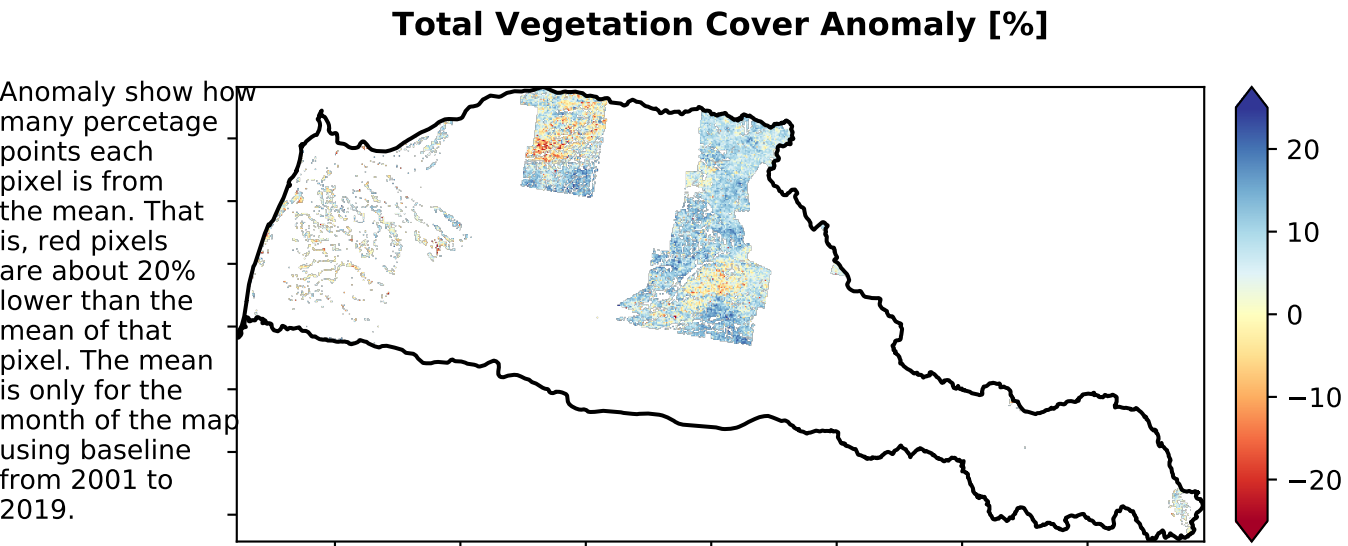 Total Vegetation Cover Anomaly [%]
Anomaly show how
many percetage
points each
pixel is from
the mean. That
is, red pixels
are about 20%
lower than the
mean of that
pixel. The mean
is only for the
month of the map
using baseline
from 2001 to
2019.
20
10
0
−10
−20